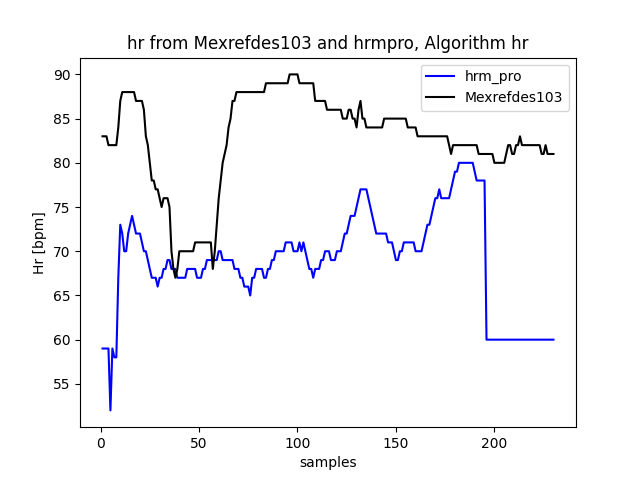 hr from Mexrefdes103 and hrmpro, Algorithm hr
hrm_pro
Mexrefdes103
90
85
80
75
70
65
60
55
Hr [bpm]
0 50 100 150 200
samples